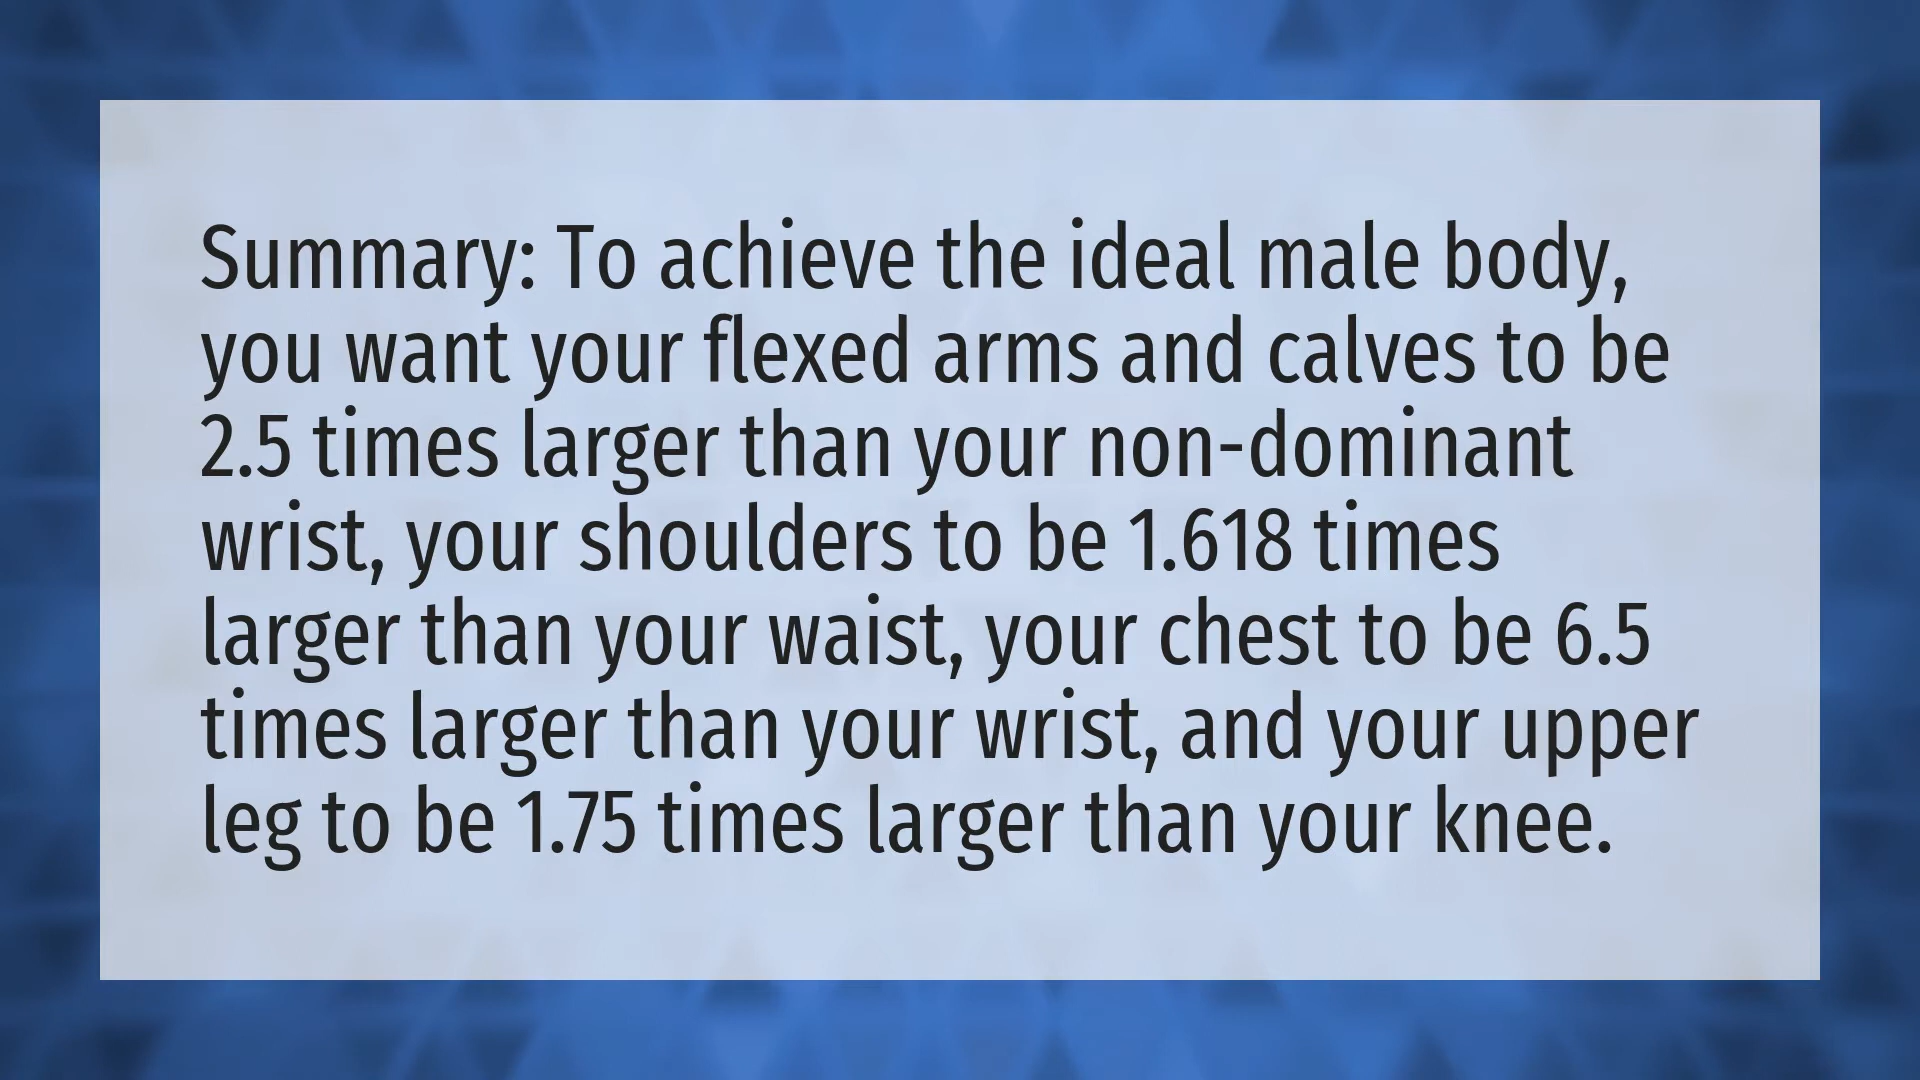 Summary: To achieve the ideal male body,
you want your flexed arms and calves to be
2.5 times larger than your non-dominant
wrist, your shoulders to be 1.618 times
larger than your waist, your chest to be 6.5
times larger than your wrist, and your upper
leg to be 1.75 times larger than your knee.